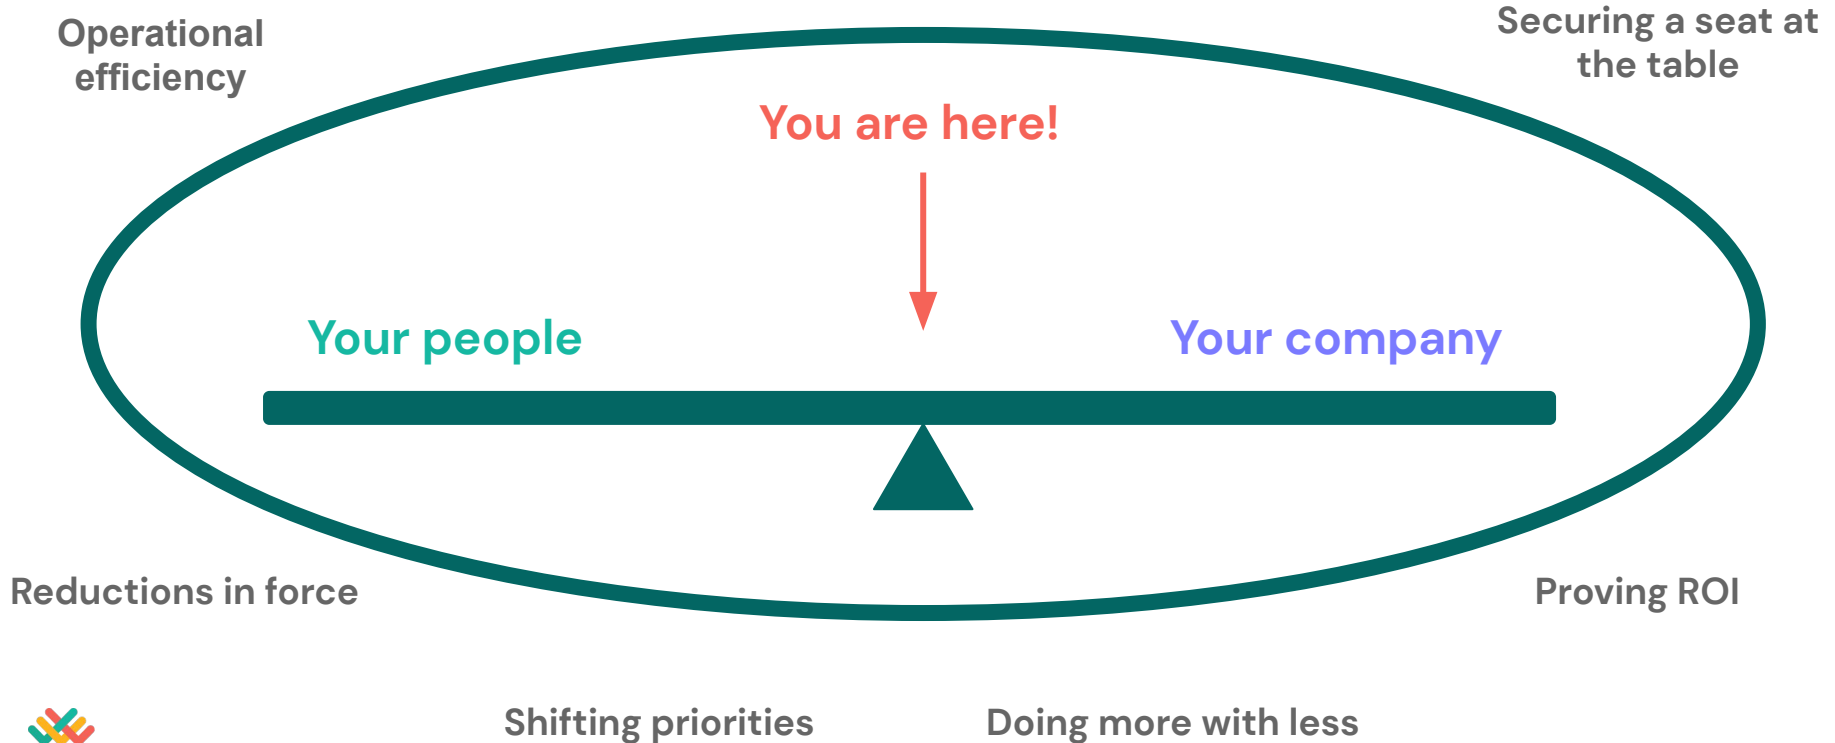 Operational
efficiency
Securing a seat at
the table
You are here!
Your people
Your company
Reductions in force
Proving ROI
Shifting priorities
Doing more with less